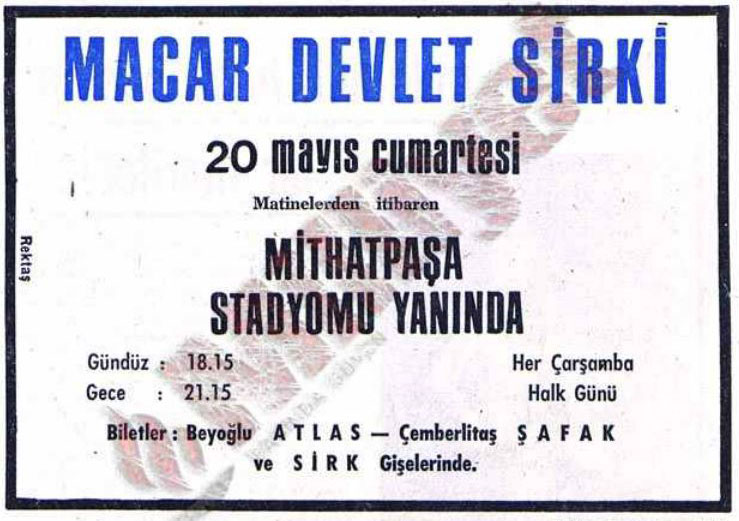 MACAR DEVLET SİRKİ
20 mayıs cumartesi
Matinelerden itibaren
MİTHATPAŞA
STADYOMU YANINDA
Rektaş
Gündüz : 18.15
Her Çarşamba
Gece : 21.15
Halk Günü
Biletler : Beyoğlu ATLAS — Çemberlitaş ŞAFAK
ve SİRK Gişelerinde.